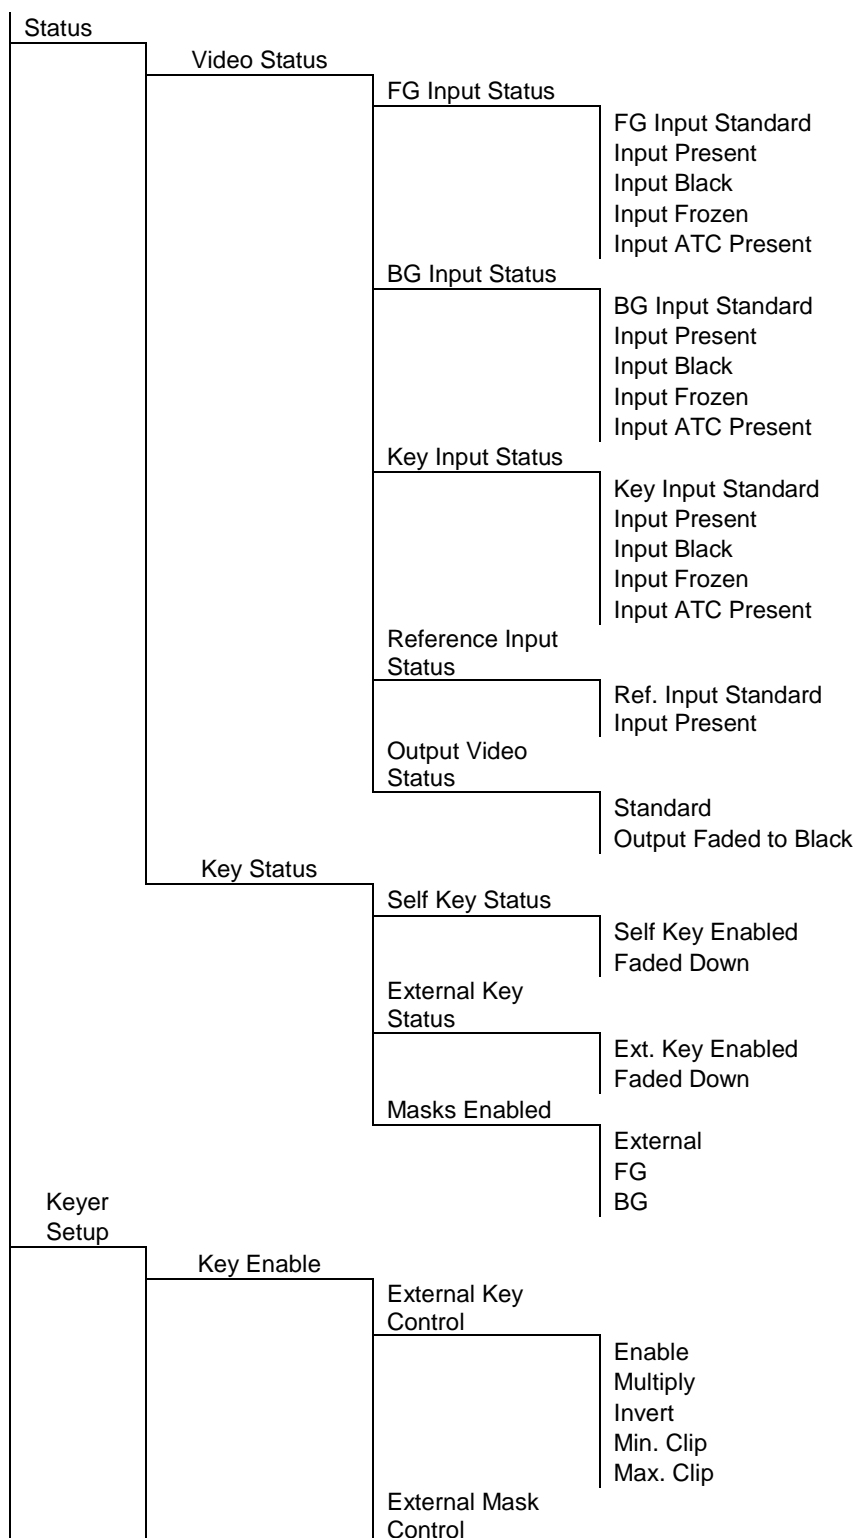 Status
Video Status
FG Input Status
FG Input Standard
Input Present
Input Black
Input Frozen
Input ATC Present
BG Input Status
BG Input Standard
Input Present
Input Black
Input Frozen
Input ATC Present
Key Input Status
Key Input Standard
Input Present
Input Black
Input Frozen
Input ATC Present
Reference Input
Status
Ref. Input Standard
Input Present
Output Video
Status
Standard
Output Faded to Black
Key Status
Self Key Status
Self Key Enabled
Faded Down
External Key
Status
Ext. Key Enabled
Faded Down
Masks Enabled
External
FG
BG
Keyer
Setup
Key Enable
External Key
Control
Enable
Multiply
Invert
Min. Clip
Max. Clip
External Mask
Control